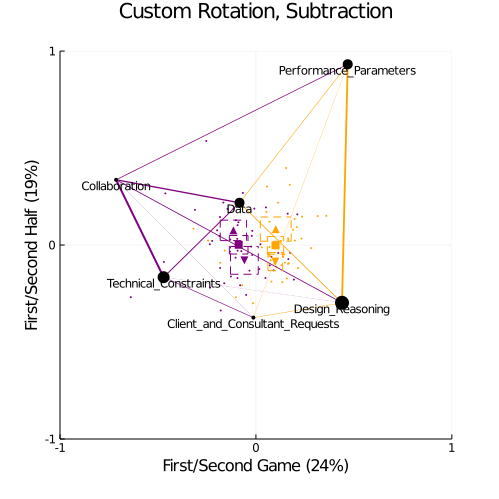 Custom Rotation, Subtraction
1
Performance_Parameters
Collaboration
Data
First/Second Half (19%)
0
Technical_Constraints
Design_Reasoning
Client_and_Consultant_Requests
-1
-1
0
1
First/Second Game (24%)